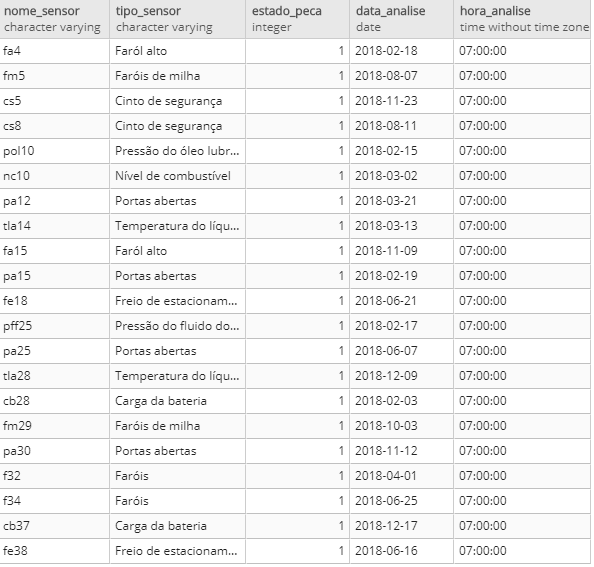 nome_sensor tipo_sensor estado_peca data_analise hora_analise
character varying character varying integer date time without time zone
fa4 Faról alto 1 2018-02-18 07:00:00
fm5 Faróis de milha 1 2018-08-07 07:00:00
cs5 Cinto de segurança 1 2018-11-23 07:00:00
cs8 Cinto de segurança 1 2018-08-11 07:00:00
pol10 Pressão do óleo lubr... 1 2018-02-15 07:00:00
nc10 Nível de combustível 1 2018-03-02 07:00:00
pa12 Portas abertas 1 2018-03-21 07:00:00
tla14 Temperatura do líqu... 1 2018-03-13 07:00:00
fa15 Faról alto 1 2018-11-09 07:00:00
pa15 Portas abertas 1 2018-02-19 07:00:00
fe18 Freio de estacionam... 1 2018-06-21 07:00:00
pff25 Pressão do fluido do... 1 2018-02-17 07:00:00
pa25 Portas abertas 1 2018-06-07 07:00:00
tla28 Temperatura do líqu... 1 2018-12-09 07:00:00
cb28 Carga da bateria 1 2018-02-03 07:00:00
fm29 Faróis de milha 1 2018-10-03 07:00:00
pa30 Portas abertas 1 2018-11-12 07:00:00
f32 Faróis 1 2018-04-01 07:00:00
f34 Faróis 1 2018-06-25 07:00:00
cb37 Carga da bateria 1 2018-12-17 07:00:00
fe38 Freio de estacionam... 1 2018-06-16 07:00:00